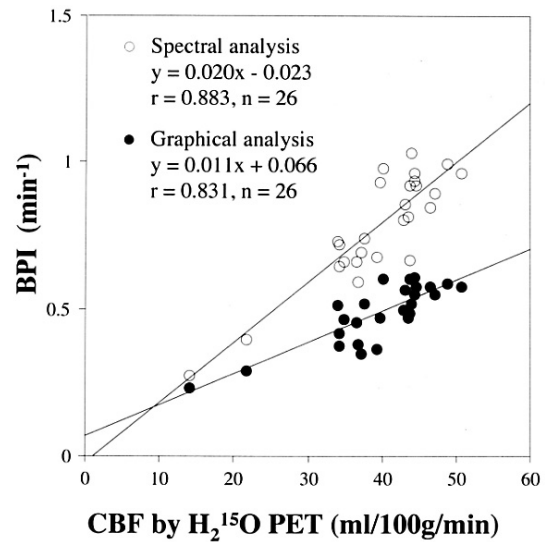 1.5
○ Spectral analysis
y = 0.020x - 0.023
r = 0.883, n = 26
● Graphical analysis
y = 0.011x + 0.066
r = 0.831, n = 26
1
0.5
0
BPI (min⁻¹)
0 10 20 30 40 50 60
CBF by H₂¹⁵O PET (ml/100g/min)